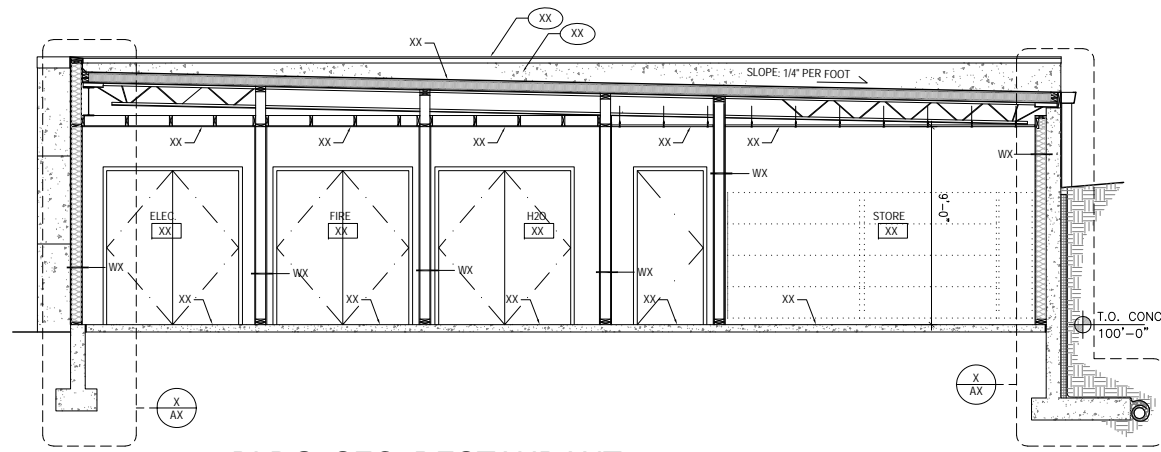 XX
XX
XX
SLOPE: 1/4" PER FOOT
XX
XX
XX
XX
XX
WX
WX
ELEC.
XX
FIRE
XX
H2O
XX
STORE
XX
9'-0"
WX
WX
WX
WX
XX
XX
XX
XX
XX
T.O. CONC
100'-0"
X
AX
X
AX